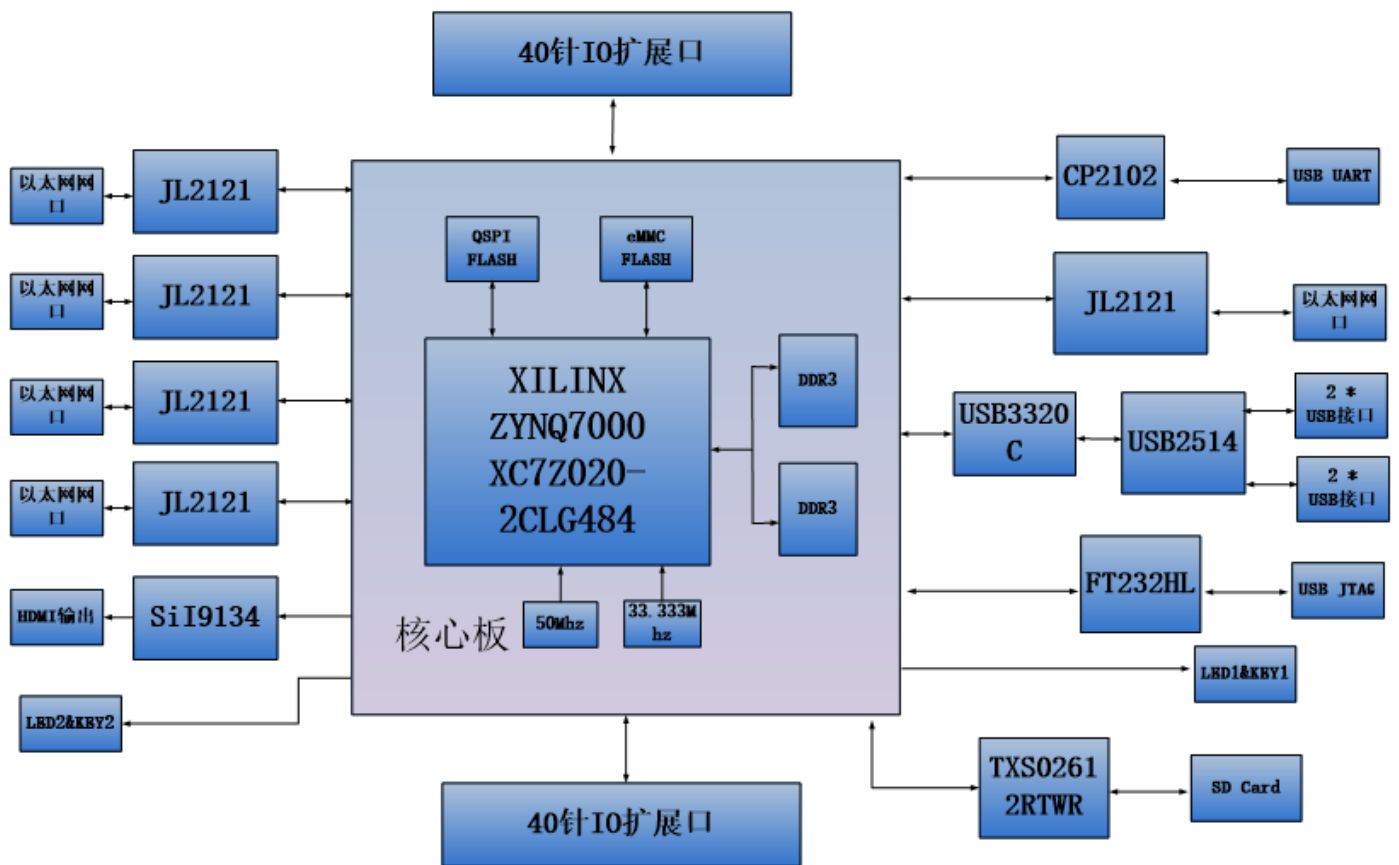 40针IO扩展口
以太网网
口
JL2121
以太网网
口
JL2121
以太网网
口
JL2121
以太网网
口
JL2121
HDMI输出
SiI9134
LED2&KEY2
QSPI
FLASH
eMMC
FLASH
XILINX
ZYNQ7000
XC7Z020-
2CLG484
DDR3
DDR3
50Mhz
33.333M
hz
核心板
CP2102
USB UART
JL2121
以太网网
口
USB3320
C
USB2514
2 *
USB接口
2 *
USB接口
FT232HL
USB JTAG
LED1&KEY1
TXS0261
2RTWR
SD Card
40针IO扩展口